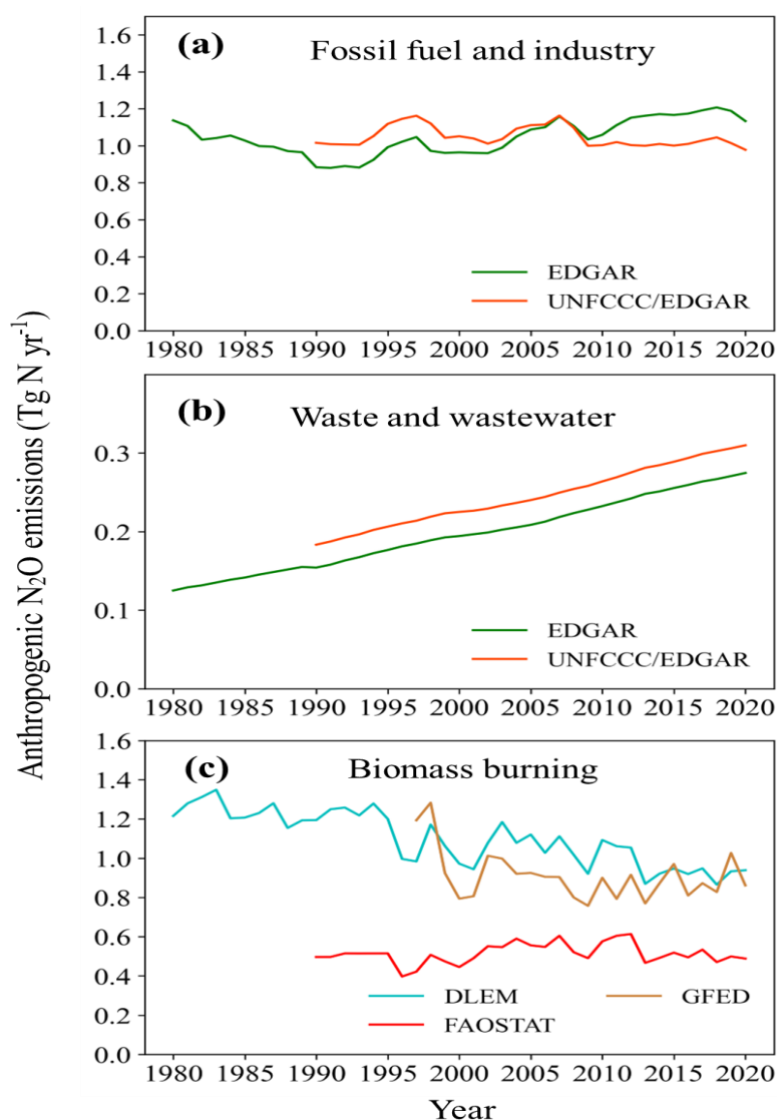 Anthropogenic N₂O emissions (Tg N yr⁻¹)
(a) Fossil fuel and industry
1.6
1.4
1.2
1.0
0.8
0.6
0.4
0.2
0.0
EDGAR
UNFCCC/EDGAR
1980 1985 1990 1995 2000 2005 2010 2015 2020
(b) Waste and wastewater
0.3
0.2
0.1
0.0
EDGAR
UNFCCC/EDGAR
1980 1985 1990 1995 2000 2005 2010 2015 2020
(c) Biomass burning
1.6
1.4
1.2
1.0
0.8
0.6
0.4
0.2
0.0
DLEM GFED
FAOSTAT
1980 1985 1990 1995 2000 2005 2010 2015 2020
Year